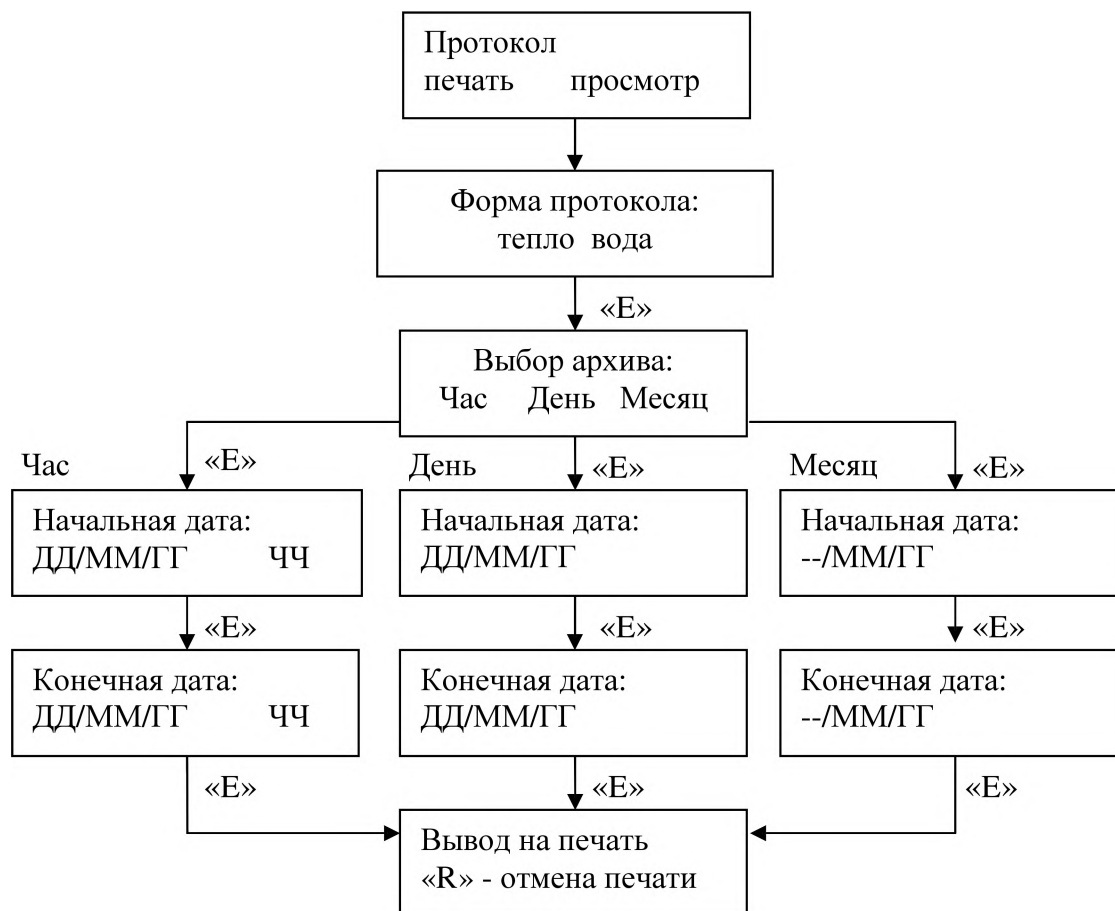 Протокол
печать просмотр
Форма протокола:
тепло вода
«Е»
Выбор архива:
Час День Месяц
Час
«Е»
День
«Е»
Месяц
«Е»
Начальная дата:
ДД/ММ/ГГ ЧЧ
Начальная дата:
ДД/ММ/ГГ
Начальная дата:
--/ММ/ГГ
«Е»
«Е»
«Е»
Конечная дата:
ДД/ММ/ГГ ЧЧ
Конечная дата:
ДД/ММ/ГГ
Конечная дата:
--/ММ/ГГ
«Е»
«Е»
«Е»
Вывод на печать
«R» - отмена печати